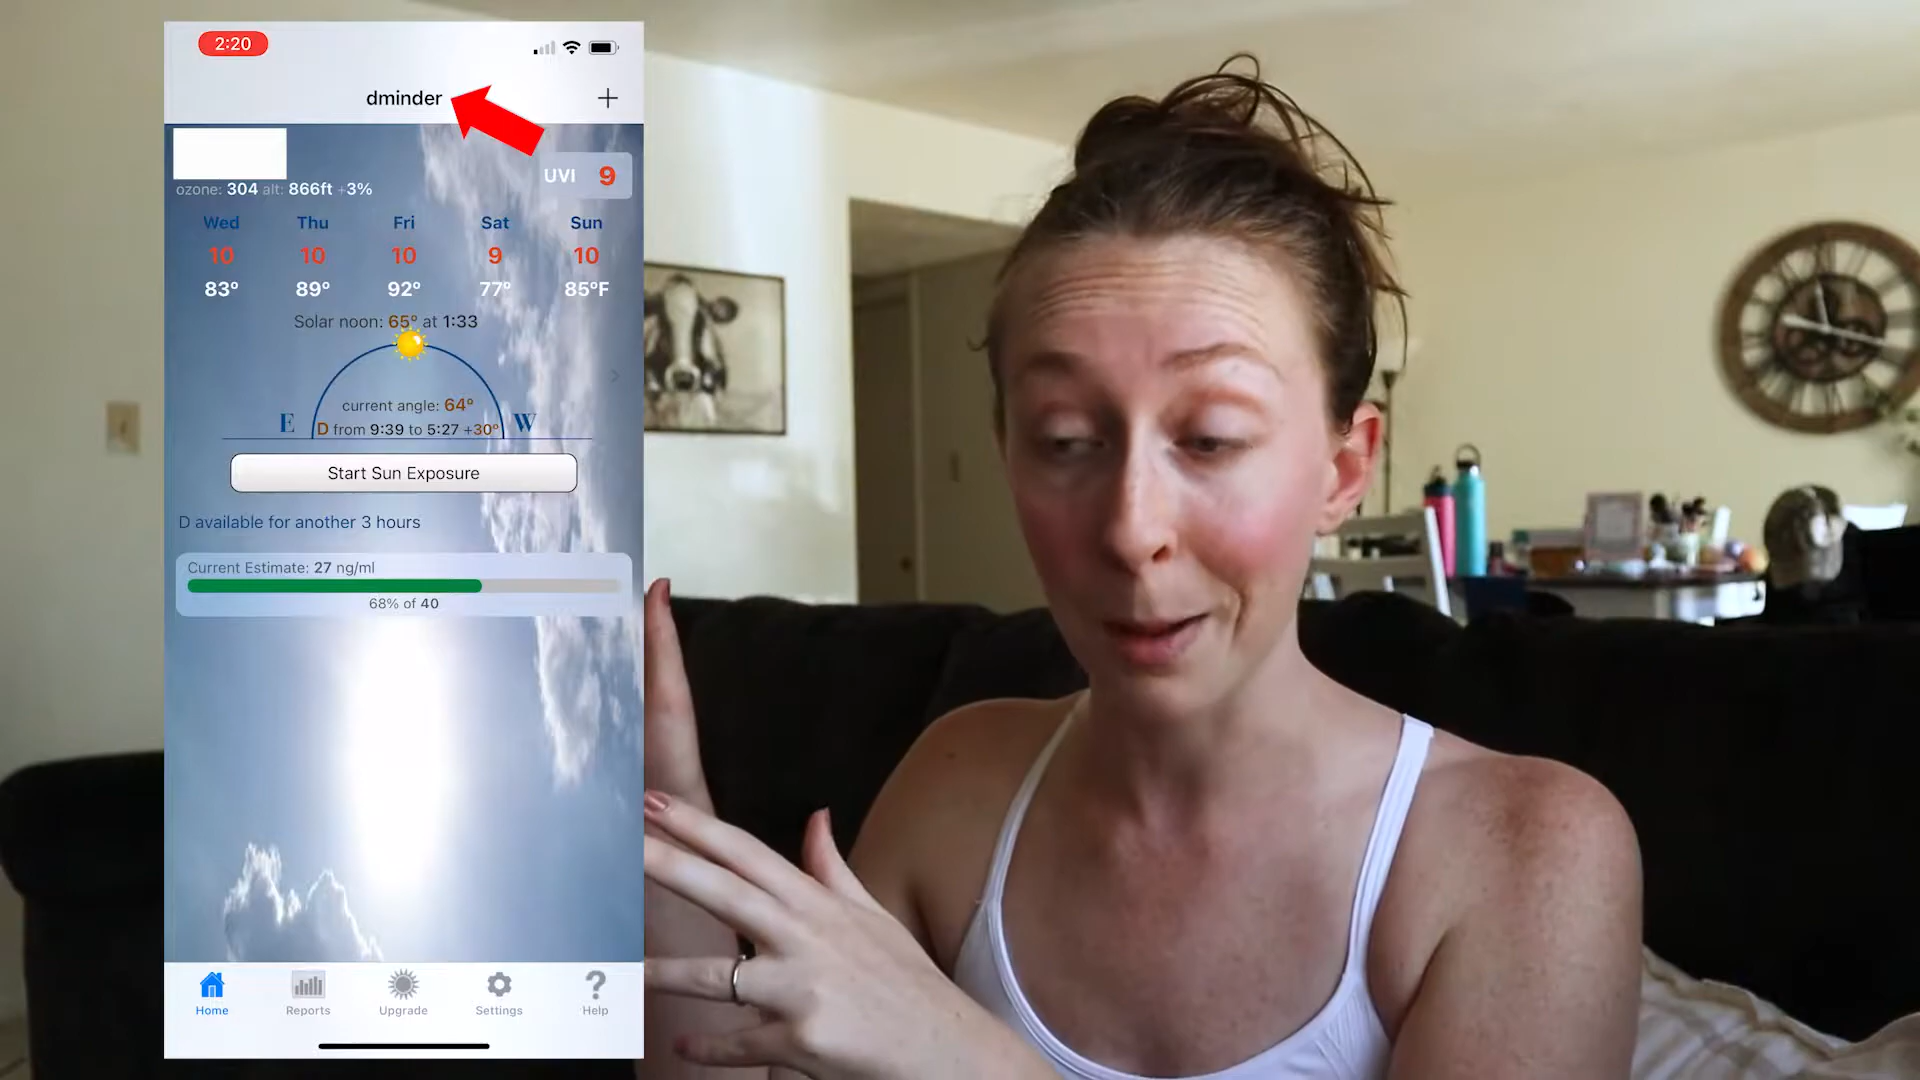 2:20
dminder
ozone: 304 alt: 866ft +3%
UVI 9
Wed Thu Fri Sat Sun
10 10 10 9 10
83° 89° 92° 77° 85°F
Solar noon: 65° at 1:33
current angle: 64°
E D from 9:39 to 5:27 +30° W
Start Sun Exposure
D available for another 3 hours
Current Estimate: 27 ng/ml
68% of 40
Home Reports Upgrade Settings Help